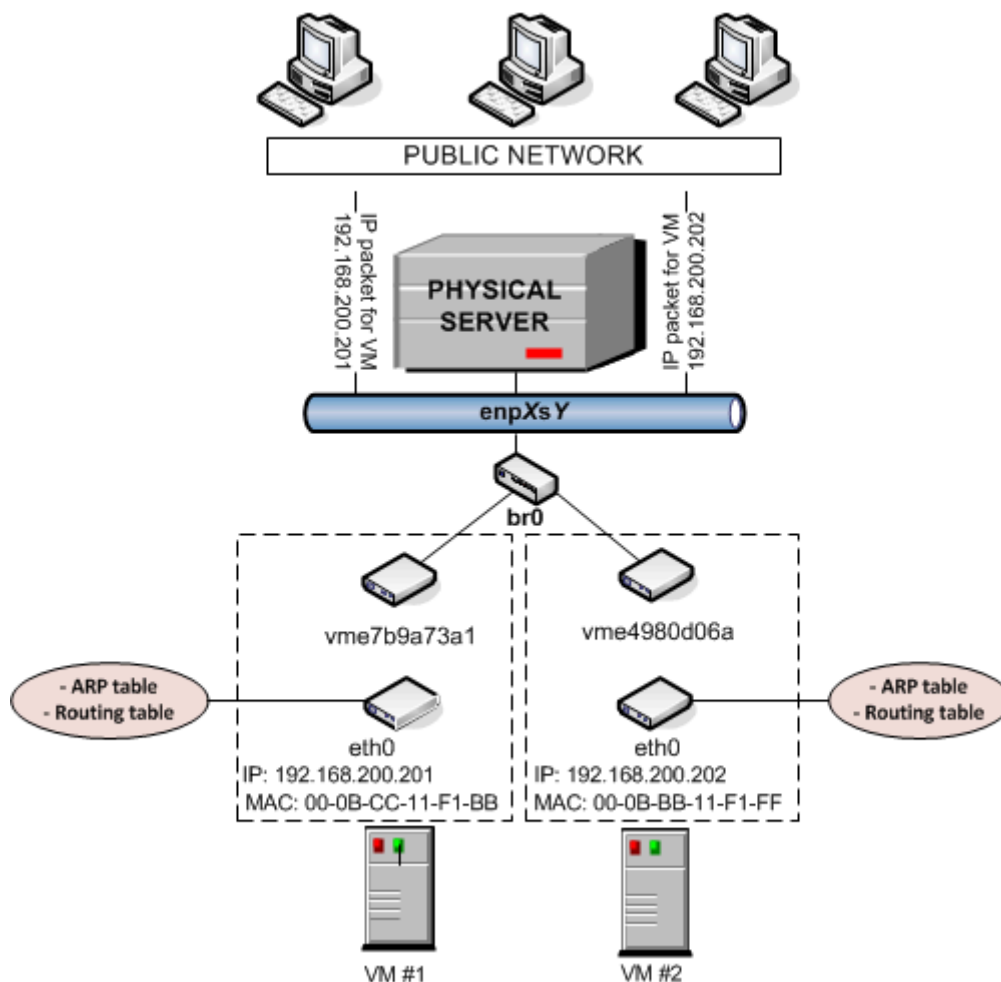 PUBLIC NETWORK
IP packet for VM
192.168.200.201
PHYSICAL
SERVER
IP packet for VM
192.168.200.202
enpXsY
br0
vme7b9a73a1
vme4980d06a
- ARP table
- Routing table
- ARP table
- Routing table
eth0
IP: 192.168.200.201
MAC: 00-0B-CC-11-F1-BB
eth0
IP: 192.168.200.202
MAC: 00-0B-BB-11-F1-FF
VM #1
VM #2